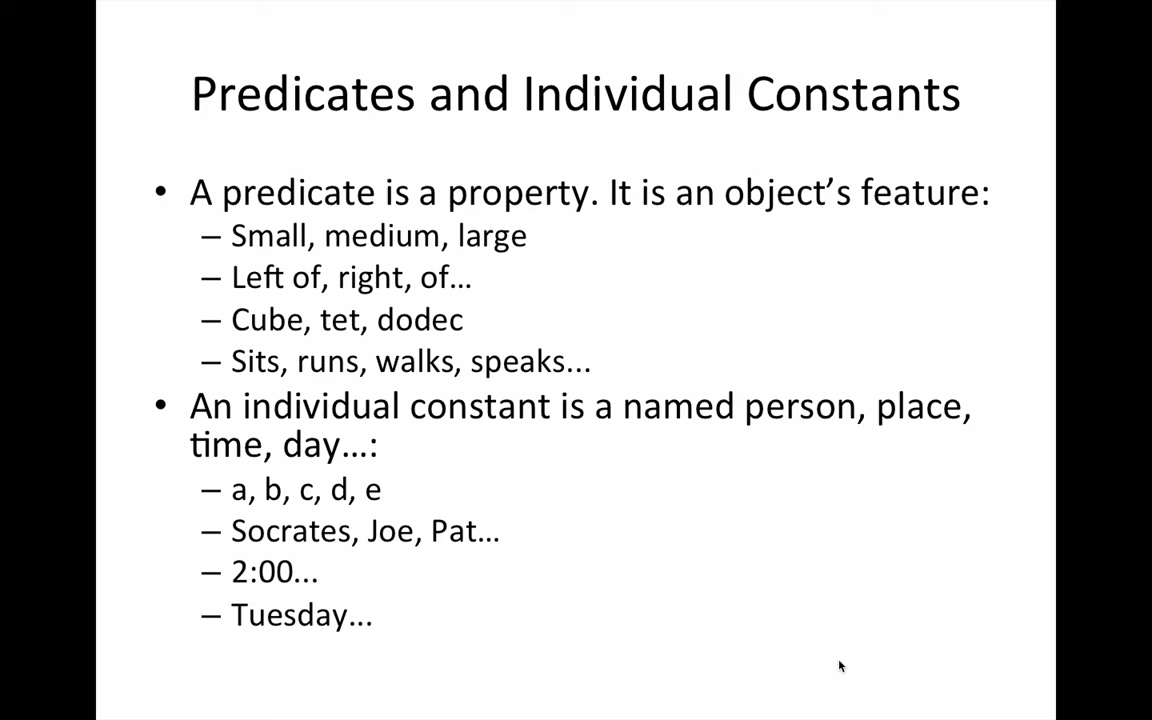 Predicates and Individual Constants
• A predicate is a property. It is an object’s feature:
– Small, medium, large
– Left of, right, of…
– Cube, tet, dodec
– Sits, runs, walks, speaks…
• An individual constant is a named person, place,
time, day…:
– a, b, c, d, e
– Socrates, Joe, Pat…
– 2:00…
– Tuesday…